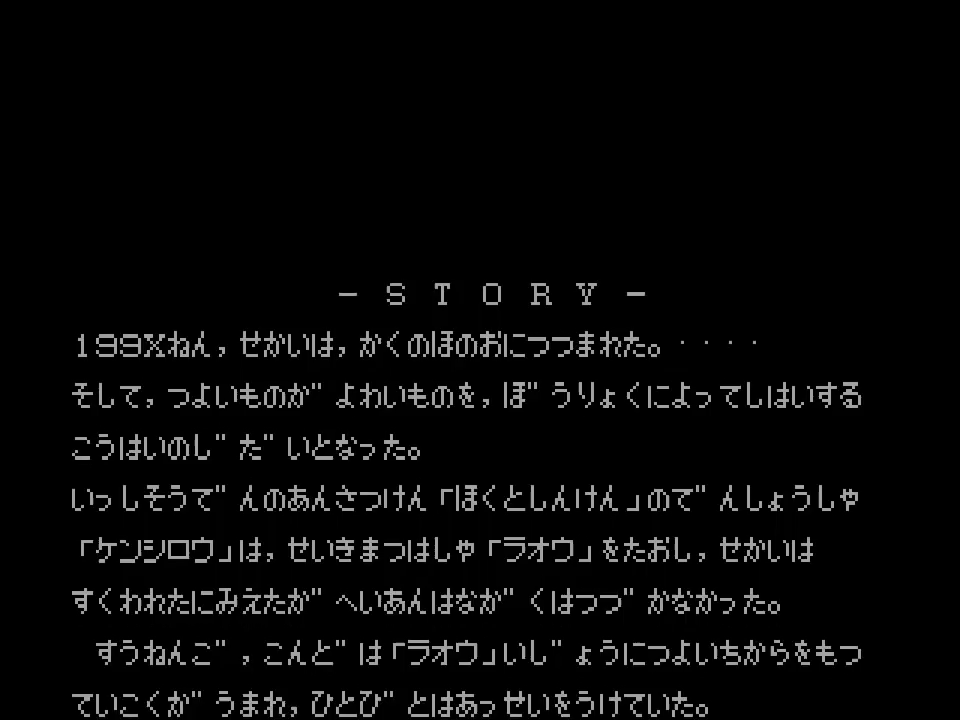 - S T O R Y -
199Xねん，せかいは，かくのほのおにつつまれた。・・・・
そして，つよいものが よわいものを，ぼうりょくによってしはいする
こうはいのじだいとなった。
いっしそうでんのあんさつけん「ほくとしんけん」のでんしょうしゃ
「ケンシロウ」は，せいきまつはしゃ「ラオウ」をたおし，せかいは
すくわれたにみえたが へいあんはなが くはつづ かなかった。
すうねんご，こんどは「ラオウ」いじょうにつよいちからをもつ
ていこくが うまれ，ひとびとはあっせいをうけていた。